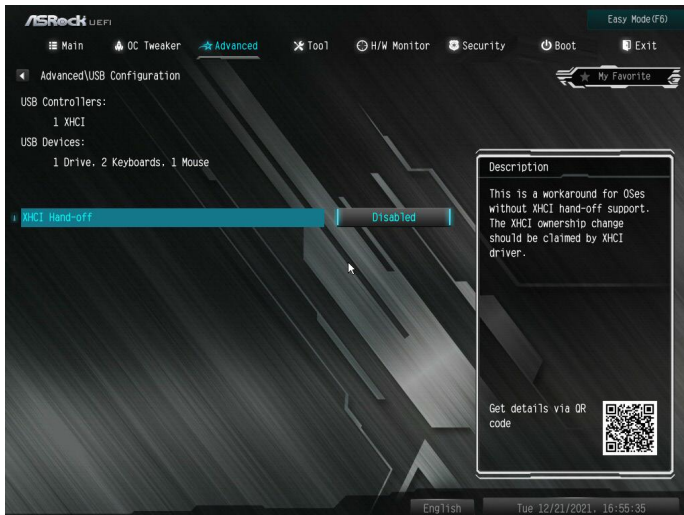 ASRock UEFI
Easy Mode(F6)
Main
OC Tweaker
Advanced
Tool
H/W Monitor
Security
Boot
Exit
Advanced\USB Configuration
My Favorite
USB Controllers:
1 XHCI
USB Devices:
1 Drive, 2 Keyboards, 1 Mouse
XHCI Hand-off
Disabled
Description
This is a workaround for OSes
without XHCI hand-off support.
The XHCI ownership change
should be claimed by XHCI
driver.
Get details via QR
code
English
Tue 12/21/2021. 16:55:35